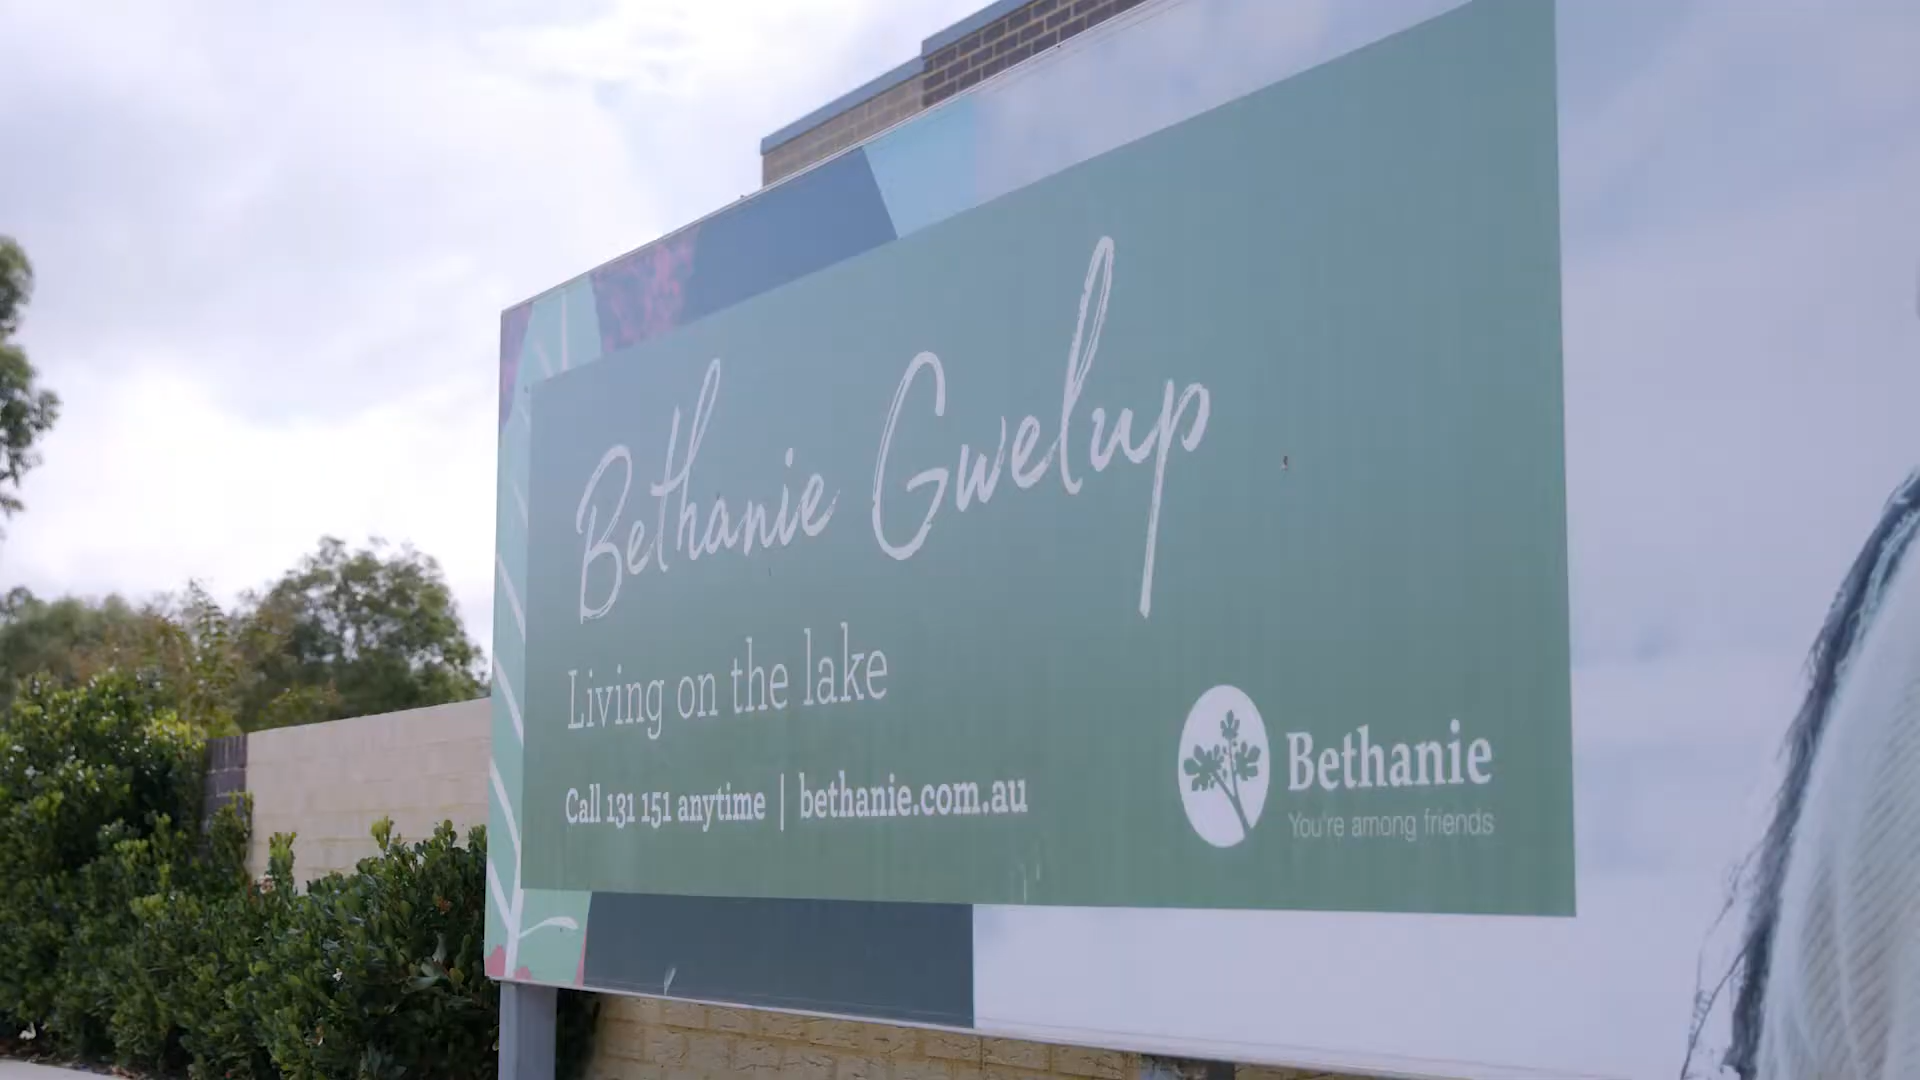 Bethanie Gwelup
Living on the lake
Call 131 151 anytime | bethanie.com.au
Bethanie
You're among friends